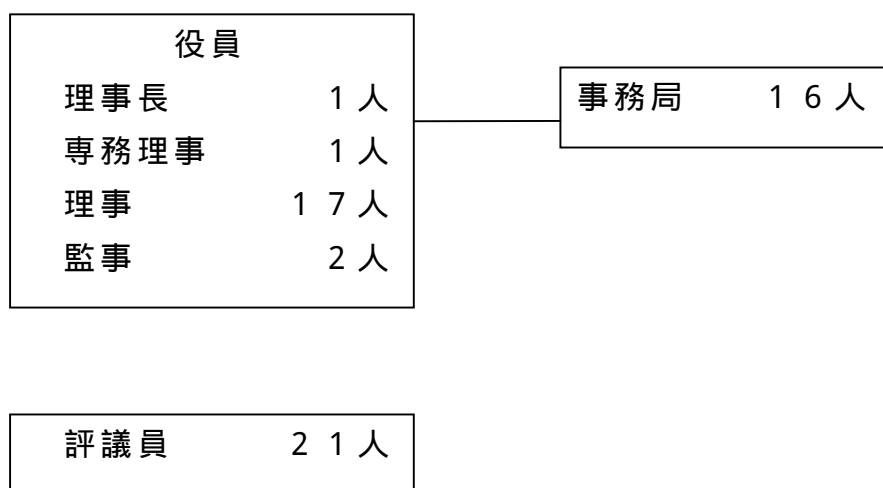 役員
理事長 1人
専務理事 1人
理事 17人
監事 2人
事務局 16人
評議員 21人